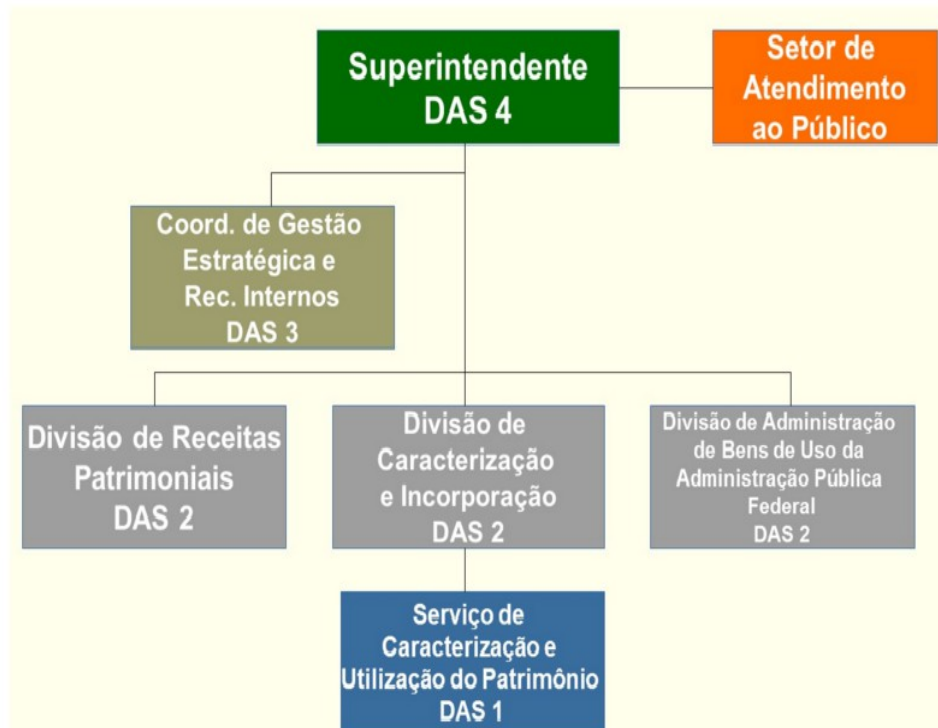 Superintendente
DAS 4
Setor de
Atendimento
ao Público
Coord. de Gestão
Estratégica e
Rec. Internos
DAS 3
Divisão de Receitas
Patrimoniais
DAS 2
Divisão de
Caracterização
e Incorporação
DAS 2
Divisão de Administração
de Bens de Uso da
Administração Pública
Federal
DAS 2
Serviço de
Caracterização e
Utilização do Patrimônio
DAS 1